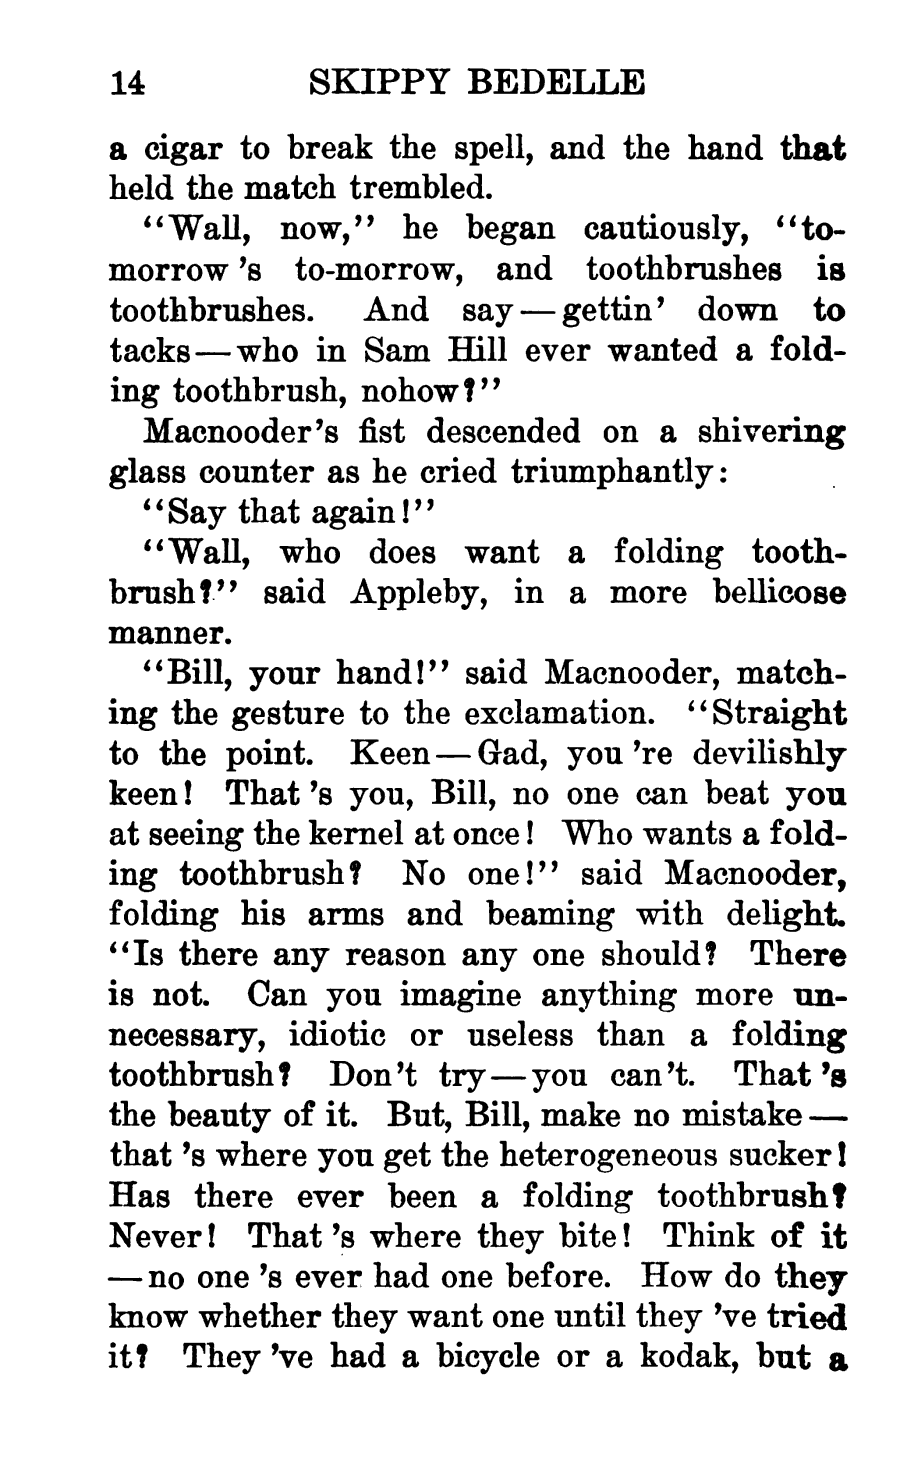 14 SKIPPY BEDELLE
a cigar to break the spell, and the hand that
held the match trembled.
“Wall, now,” he began cautiously, “to-
morrow 's to-morrow, and toothbrushes is
toothbrushes. And say—gettin' down to
tacks—who in Sam Hill ever wanted a fold-
ing toothbrush, nohow?”
Macnooder's fist descended on a shivering
glass counter as he cried triumphantly:
“Say that again!”
“Wall, who does want a folding tooth-
brush?” said Appleby, in a more bellicose
manner.
“Bill, your hand!” said Macnooder, match-
ing the gesture to the exclamation. “Straight
to the point. Keen—Gad, you 're devilishly
keen! That 's you, Bill, no one can beat you
at seeing the kernel at once! Who wants a fold-
ing toothbrush? No one!” said Macnooder,
folding his arms and beaming with delight.
“Is there any reason any one should? There
is not. Can you imagine anything more un-
necessary, idiotic or useless than a folding
toothbrush? Don't try—you can't. That 's
the beauty of it. But, Bill, make no mistake—
that 's where you get the heterogeneous sucker!
Has there ever been a folding toothbrush?
Never! That 's where they bite! Think of it
—no one 's ever had one before. How do they
know whether they want one until they 've tried
it? They 've had a bicycle or a kodak, but a